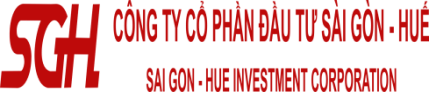 SGH
CÔNG TY CỔ PHẦN ĐẦU TƯ SÀI GÒN - HUẾ
SAI GON - HUE INVESTMENT CORPORATION